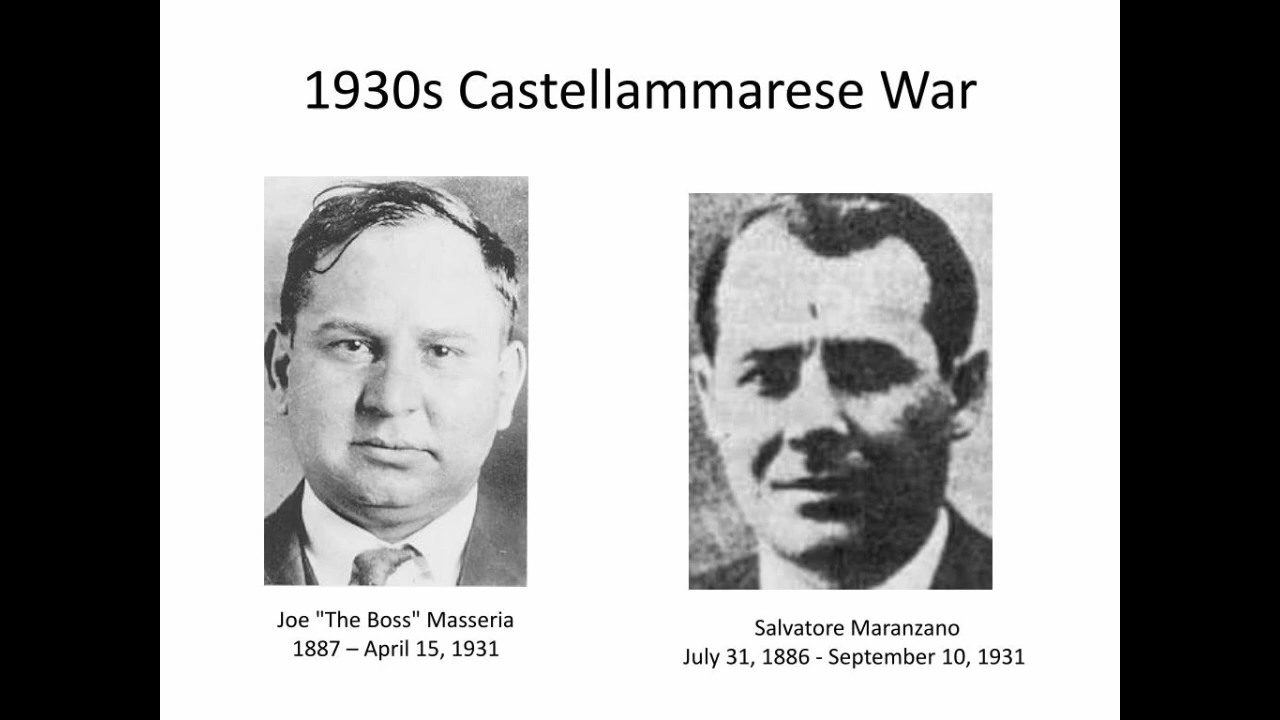 1930s Castellammarese War
Joe "The Boss" Masseria
1887 – April 15, 1931
Salvatore Maranzano
July 31, 1886 - September 10, 1931